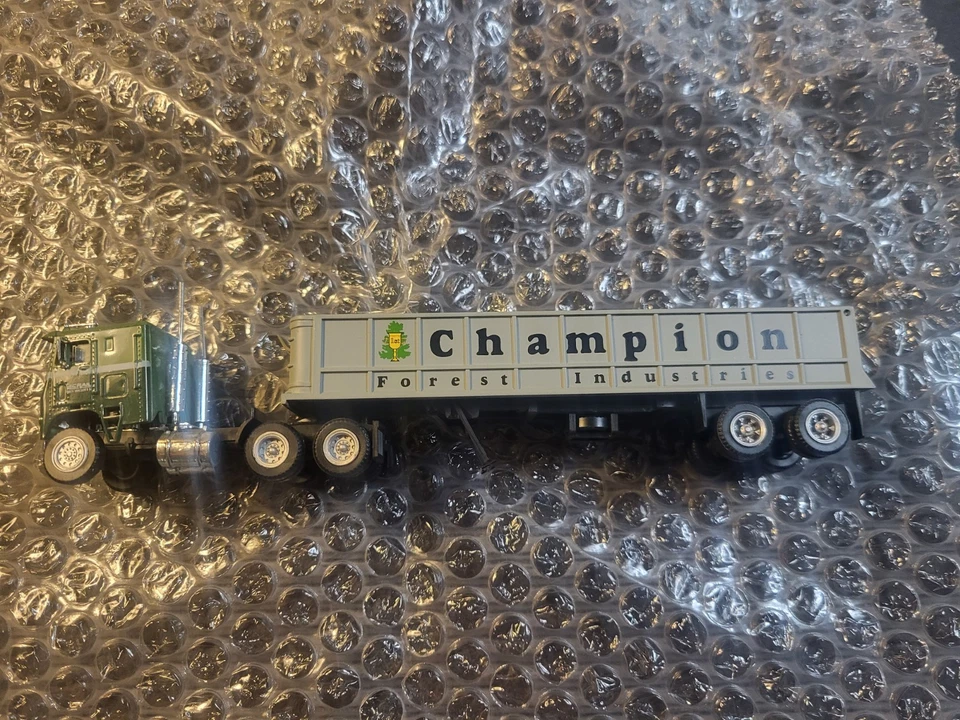 Champion
Forest Industries